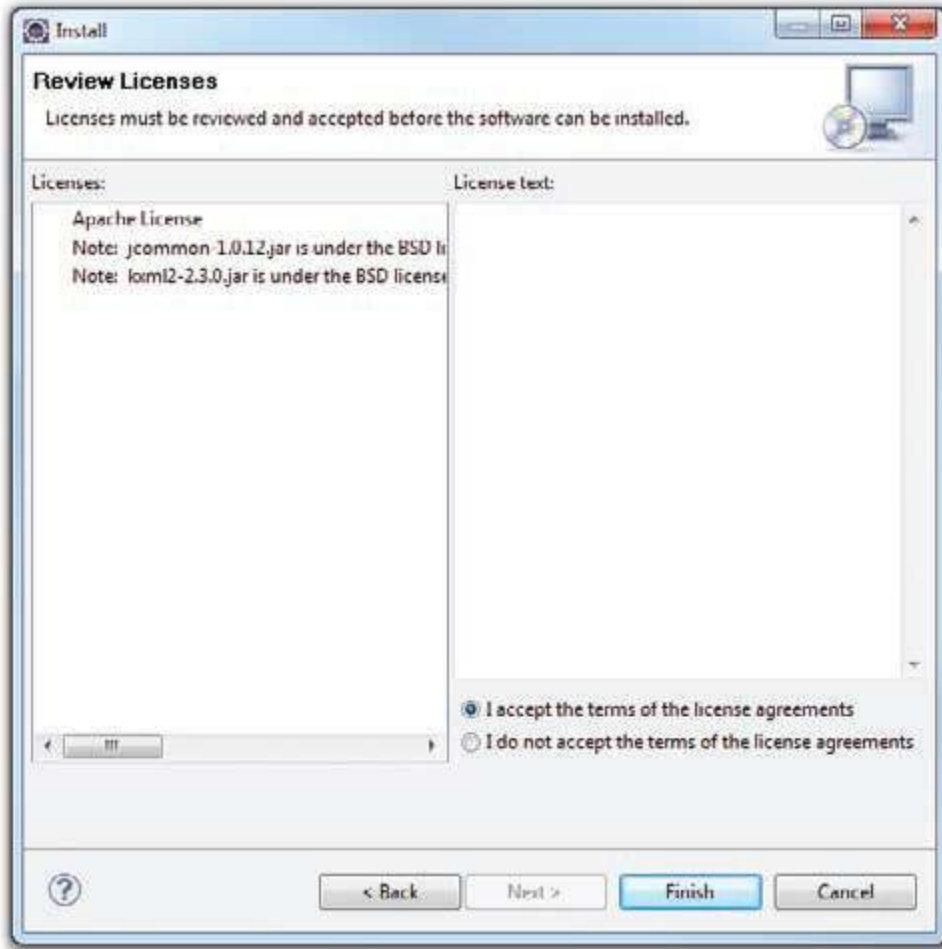 Install
Review Licenses
Licenses must be reviewed and accepted before the software can be installed.
Licenses:
License text:
Apache License
Note: jcommon-1.0.12.jar is under the BSD li
Note: kxml2-2.3.0.jar is under the BSD license
I accept the terms of the license agreements
I do not accept the terms of the license agreements
?
< Back
Next >
Finish
Cancel